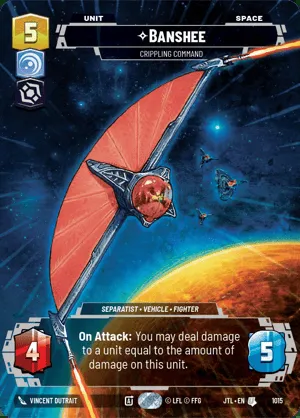 UNIT
SPACE
5
✧BANSHEE
CRIPPLING COMMAND
SEPARATIST • VEHICLE • FIGHTER
4
On Attack: You may deal damage
to a unit equal to the amount of
damage on this unit.
5
VINCENT DUTRAIT
© LFL © FFG
JTL • EN
1015